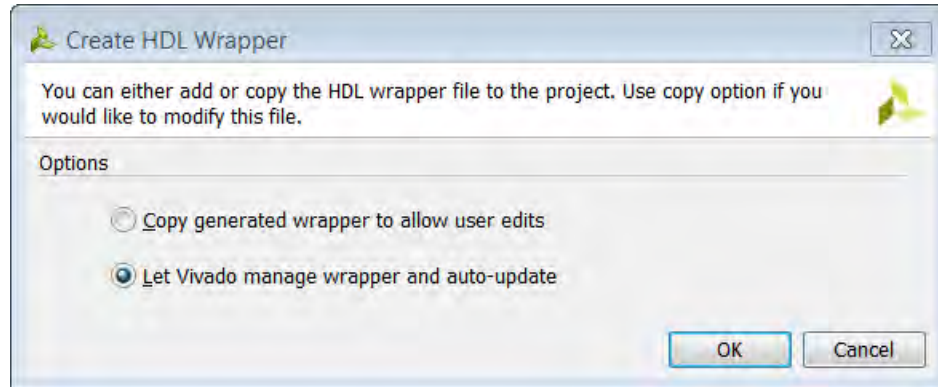 Create HDL Wrapper
You can either add or copy the HDL wrapper file to the project. Use copy option if you
would like to modify this file.
Options
Copy generated wrapper to allow user edits
Let Vivado manage wrapper and auto-update
OK
Cancel